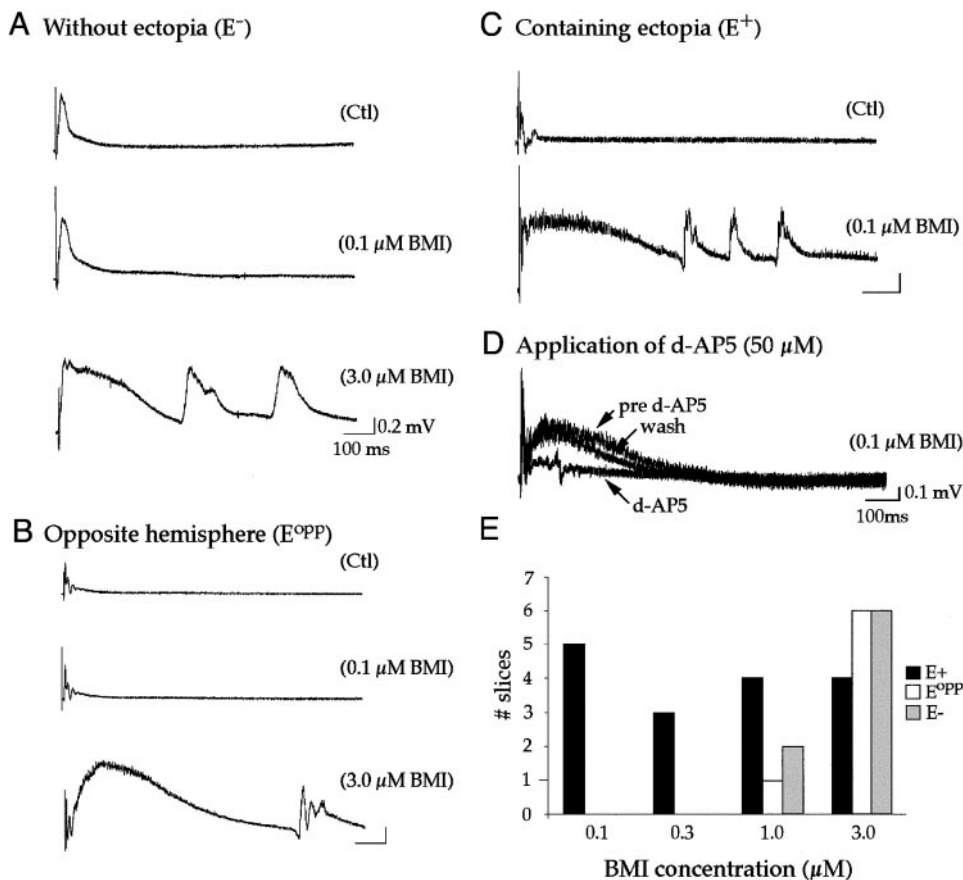 A Without ectopia (E⁻)
(Ctl)
(0.1 µM BMI)
(3.0 µM BMI)
0.2 mV
100 ms
B Opposite hemisphere (Eᴼᴾᴾ)
(Ctl)
(0.1 µM BMI)
(3.0 µM BMI)
C Containing ectopia (E⁺)
(Ctl)
(0.1 µM BMI)
D Application of d-AP5 (50 µM)
pre d-AP5
wash
(0.1 µM BMI)
d-AP5
0.1 mV
100ms
E
7
6
5
4
3
2
1
0
# slices
E+
Eᴼᴾᴾ
E-
0.1 0.3 1.0 3.0
BMI concentration (µM)